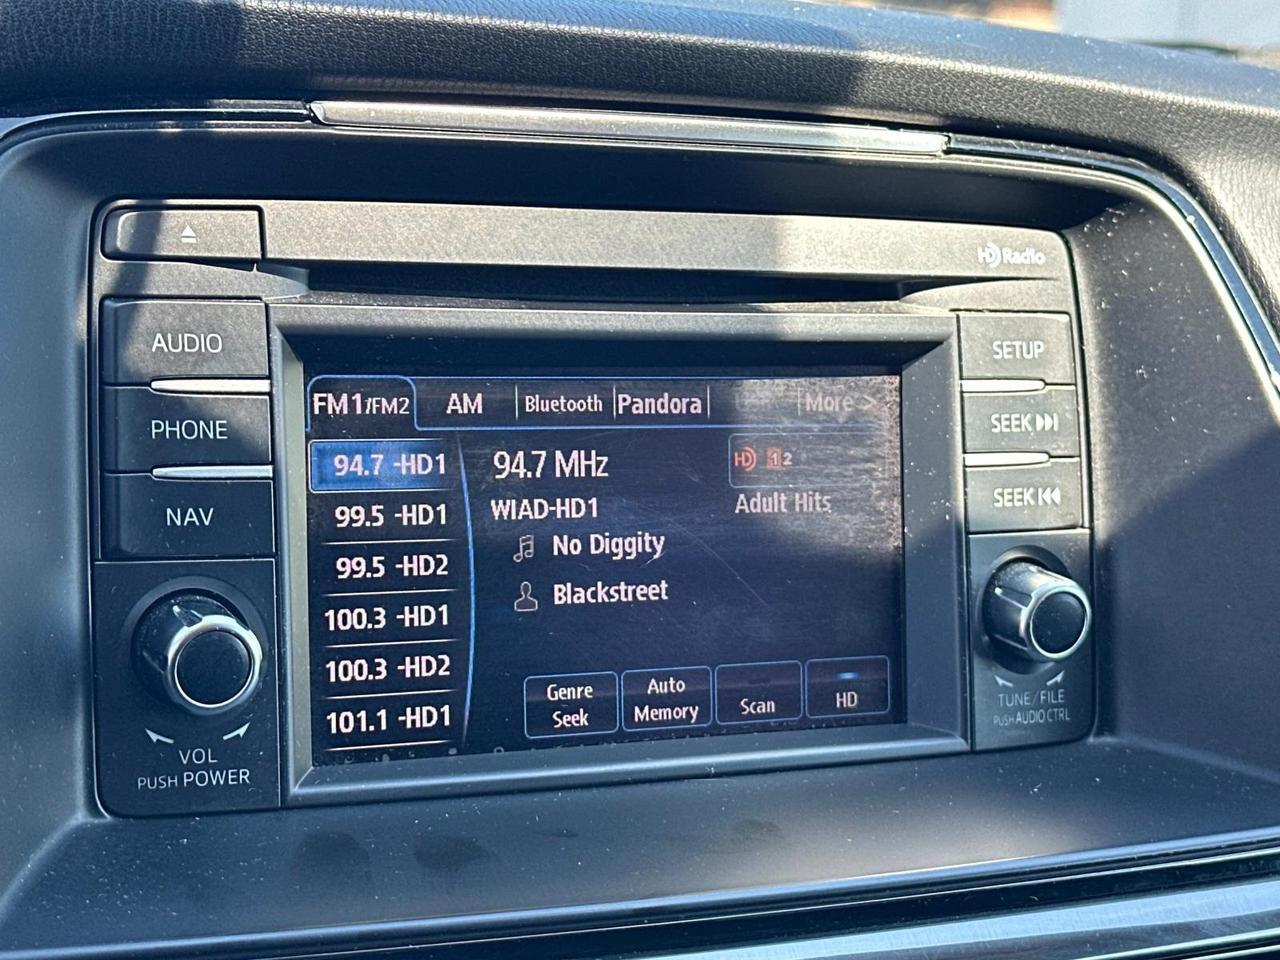 HD Radio
AUDIO
PHONE
NAV
VOL
PUSH POWER
FM1/FM2 AM Bluetooth Pandora More >
94.7 -HD1
99.5 -HD1
99.5 -HD2
100.3 -HD1
100.3 -HD2
101.1 -HD1
94.7 MHz
HD 1 2
WIAD-HD1
Adult Hits
No Diggity
Blackstreet
Genre
Seek
Auto
Memory
Scan
HD
SETUP
SEEK
SEEK
TUNE/FILE
PUSH AUDIO CTRL